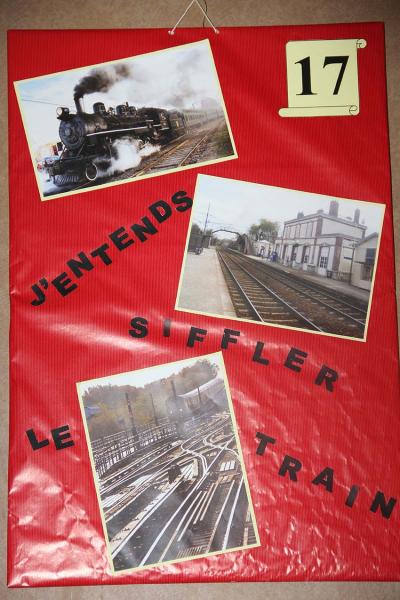 17
J'ENTENDS
SIFFLER
LE TRAIN